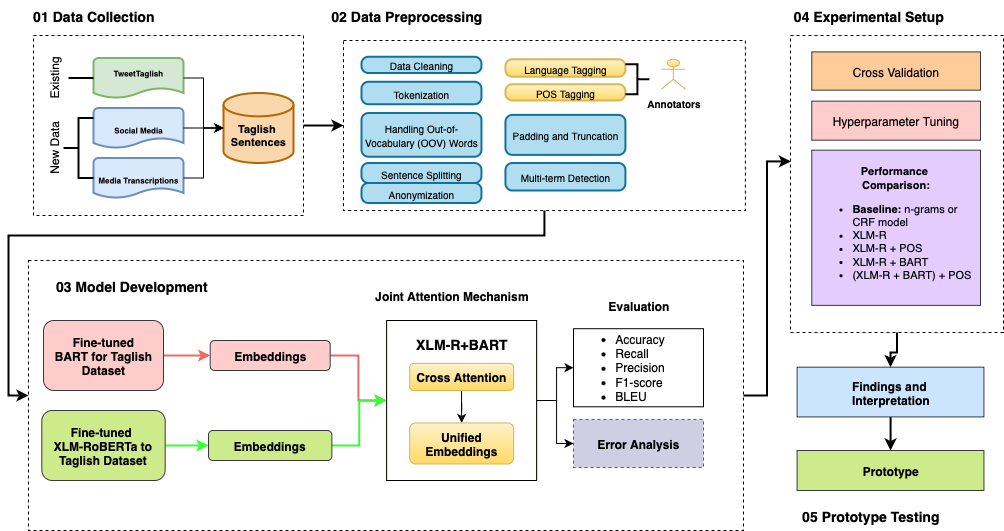 01 Data Collection
Existing
New Data
TweetTaglish
Social Media
Media Transcriptions
Taglish
Sentences
02 Data Preprocessing
Data Cleaning
Tokenization
Handling Out-of-
Vocabulary (OOV) Words
Sentence Splitting
Anonymization
Language Tagging
POS Tagging
Annotators
Padding and Truncation
Multi-term Detection
03 Model Development
Fine-tuned
BART for Taglish
Dataset
Embeddings
Fine-tuned
XLM-RoBERTa to
Taglish Dataset
Embeddings
Joint Attention Mechanism
XLM-R+BART
Cross Attention
Unified
Embeddings
Evaluation
• Accuracy
• Recall
• Precision
• F1-score
• BLEU
Error Analysis
04 Experimental Setup
Cross Validation
Hyperparameter Tuning
Performance
Comparison:
• Baseline: n-grams or
CRF model
• XLM-R
• XLM-R + POS
• XLM-R + BART
• (XLM-R + BART) + POS
Findings and
Interpretation
Prototype
05 Prototype Testing